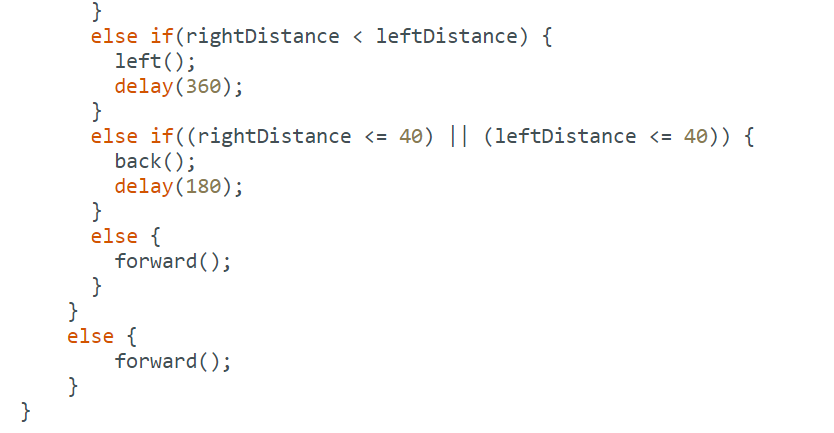 }
else if(rightDistance < leftDistance) {
left();
delay(360);
}
else if((rightDistance <= 40) || (leftDistance <= 40)) {
back();
delay(180);
}
else {
forward();
}
}
else {
forward();
}
}